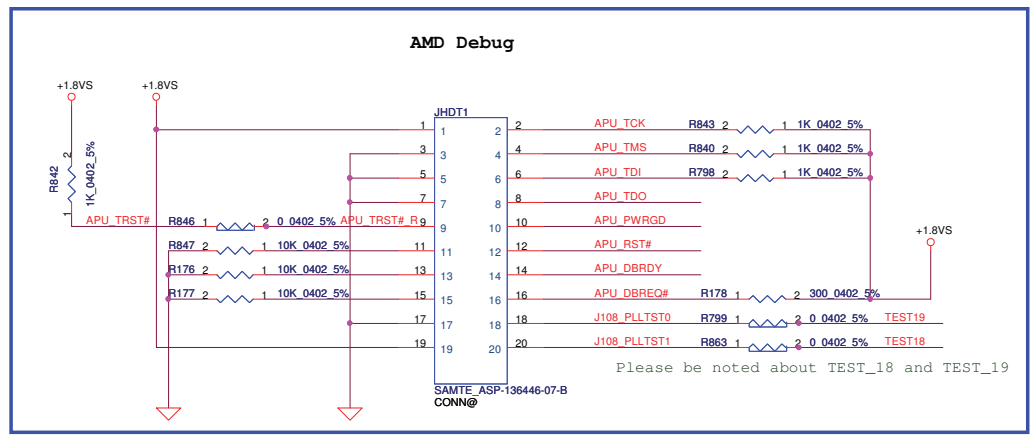 AMD Debug
+1.8VS +1.8VS
JHDT1
1 1 2 2 APU_TCK R843 2 1 1K_0402_5%
3 3 4 4 APU_TMS R840 2 1 1K_0402_5%
R842 2 1 1K_0402_5%
5 5 6 6 APU_TDI R798 2 1 1K_0402_5%
7 7 8 8 APU_TDO
APU_TRST# R846 1 2 0_0402_5% APU_TRST#_R 9 9 10 10 APU_PWRGD
+1.8VS
R847 2 1 10K_0402_5% 11 11 12 12 APU_RST#
R176 2 1 10K_0402_5% 13 13 14 14 APU_DBRDY
R177 2 1 10K_0402_5% 15 15 16 16 APU_DBREQ# R178 1 2 300_0402_5%
17 17 18 18 J108_PLLTST0 R799 1 2 0_0402_5% TEST19
19 19 20 20 J108_PLLTST1 R863 1 2 0_0402_5% TEST18
Please be noted about TEST_18 and TEST_19
SAMTE_ASP-136446-07-B
CONN@